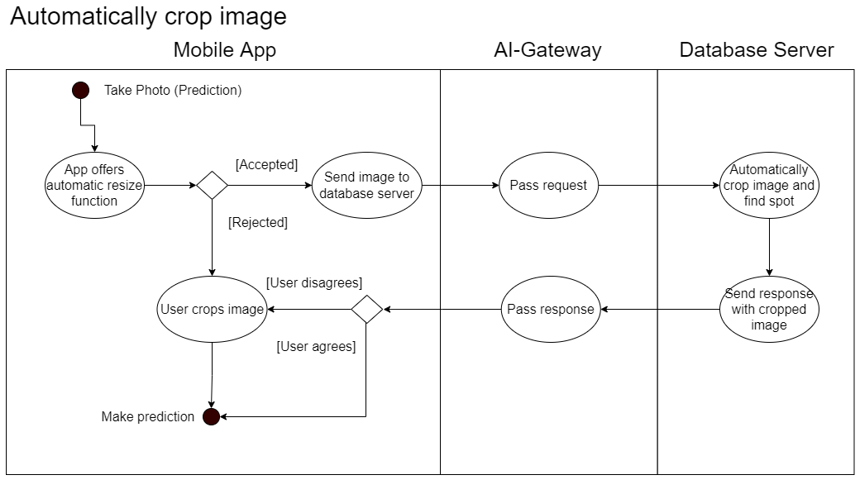 Automatically crop image
Mobile App
AI-Gateway
Database Server
Take Photo (Prediction)
App offers
automatic resize
function
[Accepted]
Send image to
database server
Pass request
Automatically
crop image and
find spot
[Rejected]
User crops image
[User disagrees]
Pass response
Send response
with cropped
image
[User agrees]
Make prediction